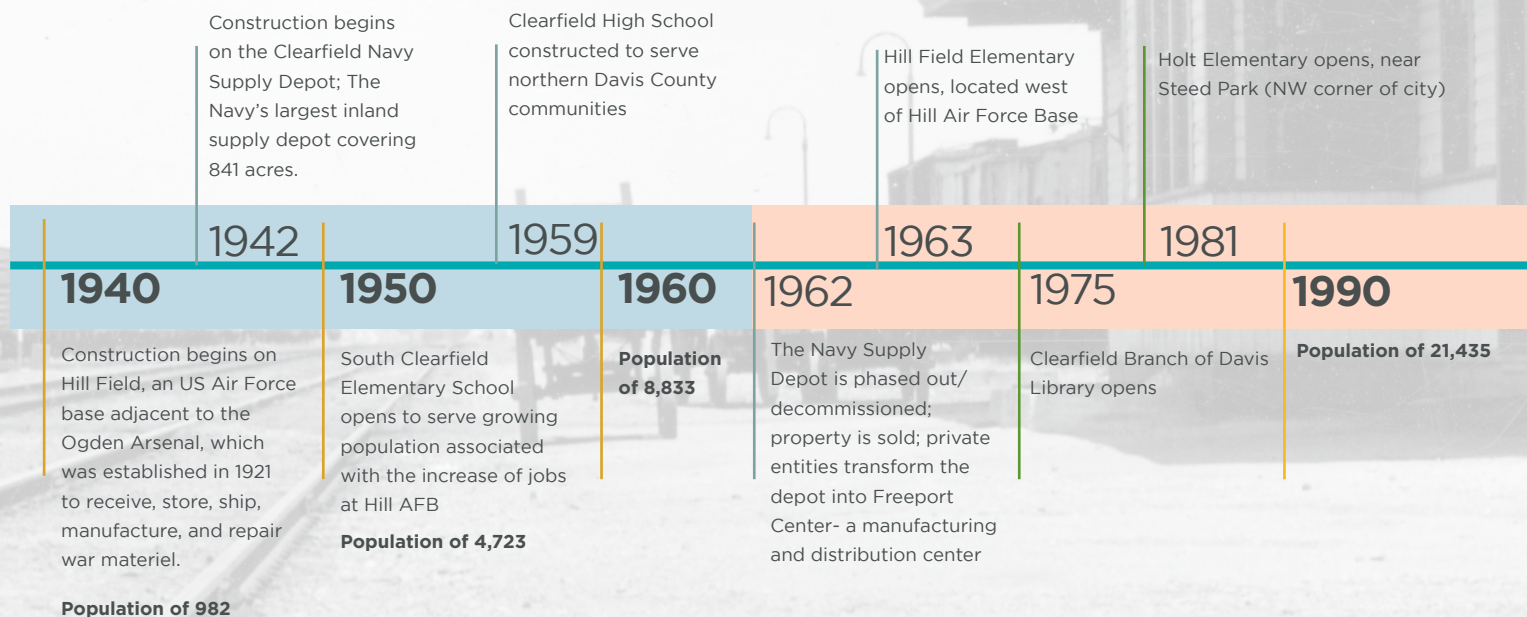 Construction begins
on the Clearfield Navy
Supply Depot; The
Navy's largest inland
supply depot covering
841 acres.
Clearfield High School
constructed to serve
northern Davis County
communities
Hill Field Elementary
opens, located west
of Hill Air Force Base
Holt Elementary opens, near
Steed Park (NW corner of city)
1942
1959
1963
1981
1940
1950
1960
1962
1975
1990
Construction begins on
Hill Field, an US Air Force
base adjacent to the
Ogden Arsenal, which
was established in 1921
to receive, store, ship,
manufacture, and repair
war materiel.
Population of 982
South Clearfield
Elementary School
opens to serve growing
population associated
with the increase of jobs
at Hill AFB
Population of 4,723
Population
of 8,833
The Navy Supply
Depot is phased out/
decommissioned;
property is sold; private
entities transform the
depot into Freeport
Center- a manufacturing
and distribution center
Clearfield Branch of Davis
Library opens
Population of 21,435